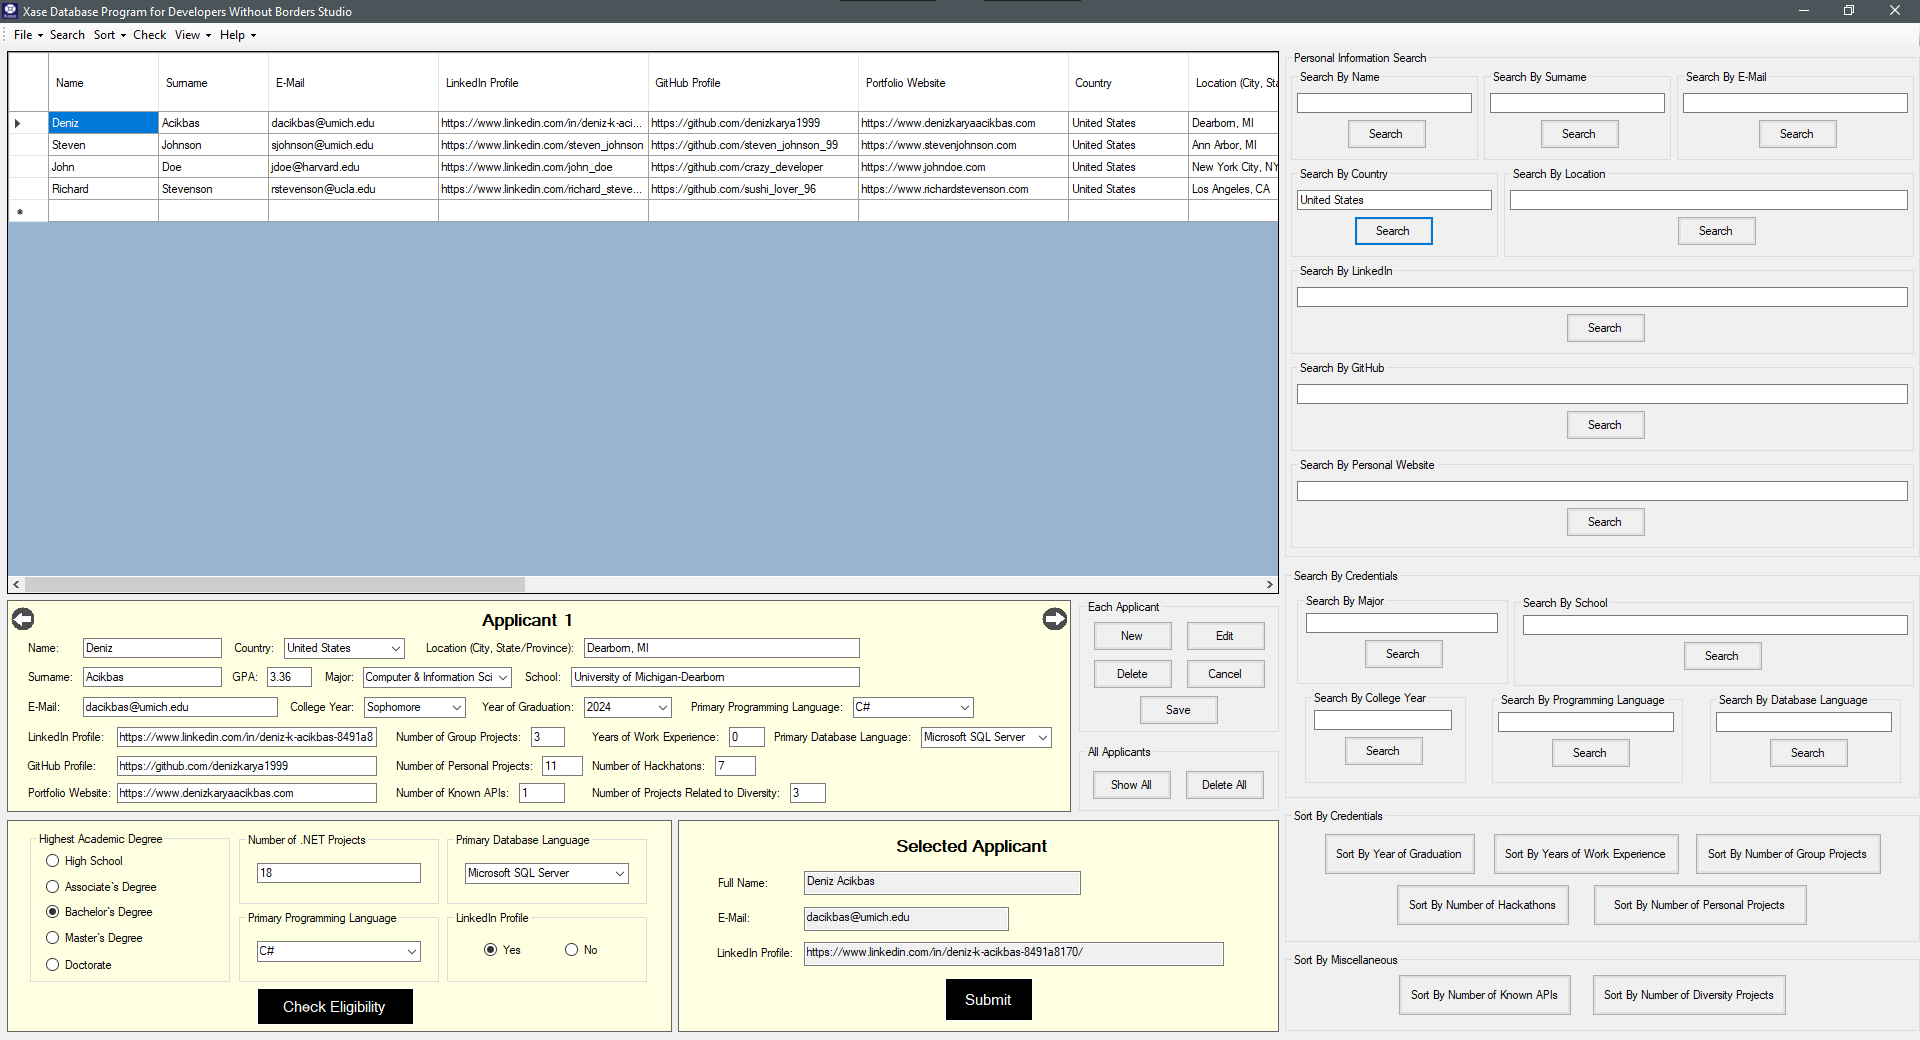 Xase Database Program for Developers Without Borders Studio
File Search Sort Check View Help
Name Surname E-Mail LinkedIn Profile GitHub Profile Portfolio Website Country Location (City, Sta
Deniz Acikbas dacikbas@umich.edu https://www.linkedin.com/in/deniz-k-aci... https://github.com/denizkarya1999 https://www.denizkaryaacikbas.com United States Dearborn, MI
Steven Johnson sjohnson@umich.edu https://www.linkedin.com/steven_johnson https://github.com/steven_johnson_99 https://www.stevenjohnson.com United States Ann Arbor, MI
John Doe jdoe@harvard.edu https://www.linkedin.com/john_doe https://github.com/crazy_developer https://www.johndoe.com United States New York City, NY
Richard Stevenson rstevenson@ucla.edu https://www.linkedin.com/richard_steve... https://github.com/sushi_lover_96 https://www.richardstevenson.com United States Los Angeles, CA
Applicant 1
Name: Deniz Country: United States Location (City, State/Province): Dearborn, MI
Surname: Acikbas GPA: 3.36 Major: Computer & Information Sci School: University of Michigan-Dearborn
E-Mail: dacikbas@umich.edu College Year: Sophomore Year of Graduation: 2024 Primary Programming Language: C#
LinkedIn Profile: https://www.linkedin.com/in/deniz-k-acikbas-8491a8 Number of Group Projects: 3 Years of Work Experience: 0 Primary Database Language: Microsoft SQL Server
GitHub Profile: https://github.com/denizkarya1999 Number of Personal Projects: 11 Number of Hackhatons: 7
Portfolio Website: https://www.denizkaryaacikbas.com Number of Known APIs: 1 Number of Projects Related to Diversity: 3
Each Applicant
New Edit
Delete Cancel
Save
All Applicants
Show All Delete All
Highest Academic Degree
High School
Associate's Degree
Bachelor's Degree
Master's Degree
Doctorate
Number of .NET Projects
18
Primary Database Language
Microsoft SQL Server
Primary Programming Language
C#
LinkedIn Profile
Yes No
Check Eligibility
Selected Applicant
Full Name: Deniz Acikbas
E-Mail: dacikbas@umich.edu
LinkedIn Profile: https://www.linkedin.com/in/deniz-k-acikbas-8491a8170/
Submit
Personal Information Search
Search By Name Search By Surname Search By E-Mail
Search Search Search
Search By Country Search By Location
United States
Search Search
Search By LinkedIn
Search
Search By GitHub
Search
Search By Personal Website
Search
Search By Credentials
Search By Major Search By School
Search Search
Search By College Year Search By Programming Language Search By Database Language
Search Search Search
Sort By Credentials
Sort By Year of Graduation Sort By Years of Work Experience Sort By Number of Group Projects
Sort By Number of Hackathons Sort By Number of Personal Projects
Sort By Miscellaneous
Sort By Number of Known APIs Sort By Number of Diversity Projects